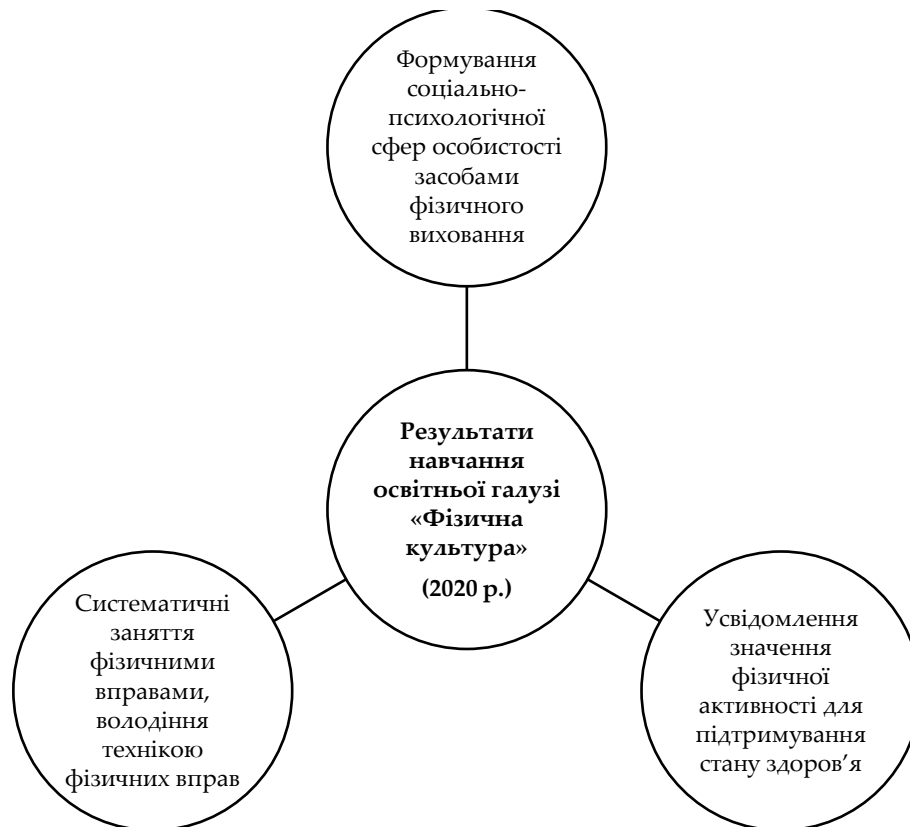 Формування
соціально-
психологічної
сфер особистості
засобами
фізичного
виховання
Результати
навчання
освітньої галузі
«Фізична
культура»
(2020 р.)
Систематичні
заняття
фізичними
вправами,
володіння
технікою
фізичних вправ
Усвідомлення
значення
фізичної
активності для
підтримування
стану здоров’я